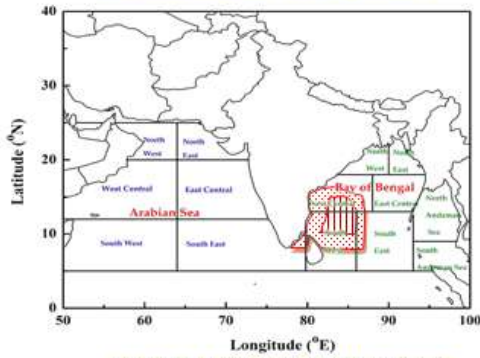 40
30
20
10
0
50
60
70
80
90
100
Latitude (⁰N)
Longitude (⁰E)
North
West
North
East
West Central
East Central
Arabian Sea
South West
South East
North
West
North
East
Bay of Bengal
East Central
South
East
North
Andaman
Sea
South
Andaman Sea